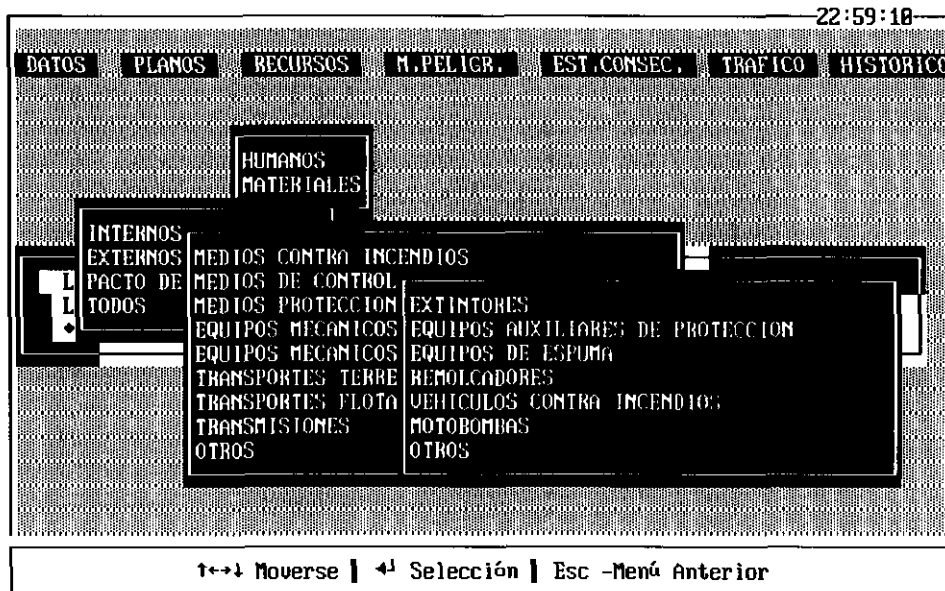 22:59:10
DATOS PLANOS RECURSOS M.PELIGR. EST.CONSEC. TRAFICO HISTORICO
HUMANOS
MATERIALES
INTERNOS
EXTERNOS
PACTO DE
TODOS
MEDIOS CONTRA INCENDIOS
MEDIOS DE CONTROL
MEDIOS PROTECCION
EQUIPOS MECANICOS
EQUIPOS MECANICOS
TRANSPORTES TERRE
TRANSPORTES FLOTA
TRANSMISIONES
OTROS
EXTINTORES
EQUIPOS AUXILIARES DE PROTECCION
EQUIPOS DE ESPUMA
REMOLCADORES
VEHICULOS CONTRA INCENDIOS
MOTOBOMBAS
OTROS
↑←→↓ Moverse | ↵ Selección | Esc -Menú Anterior